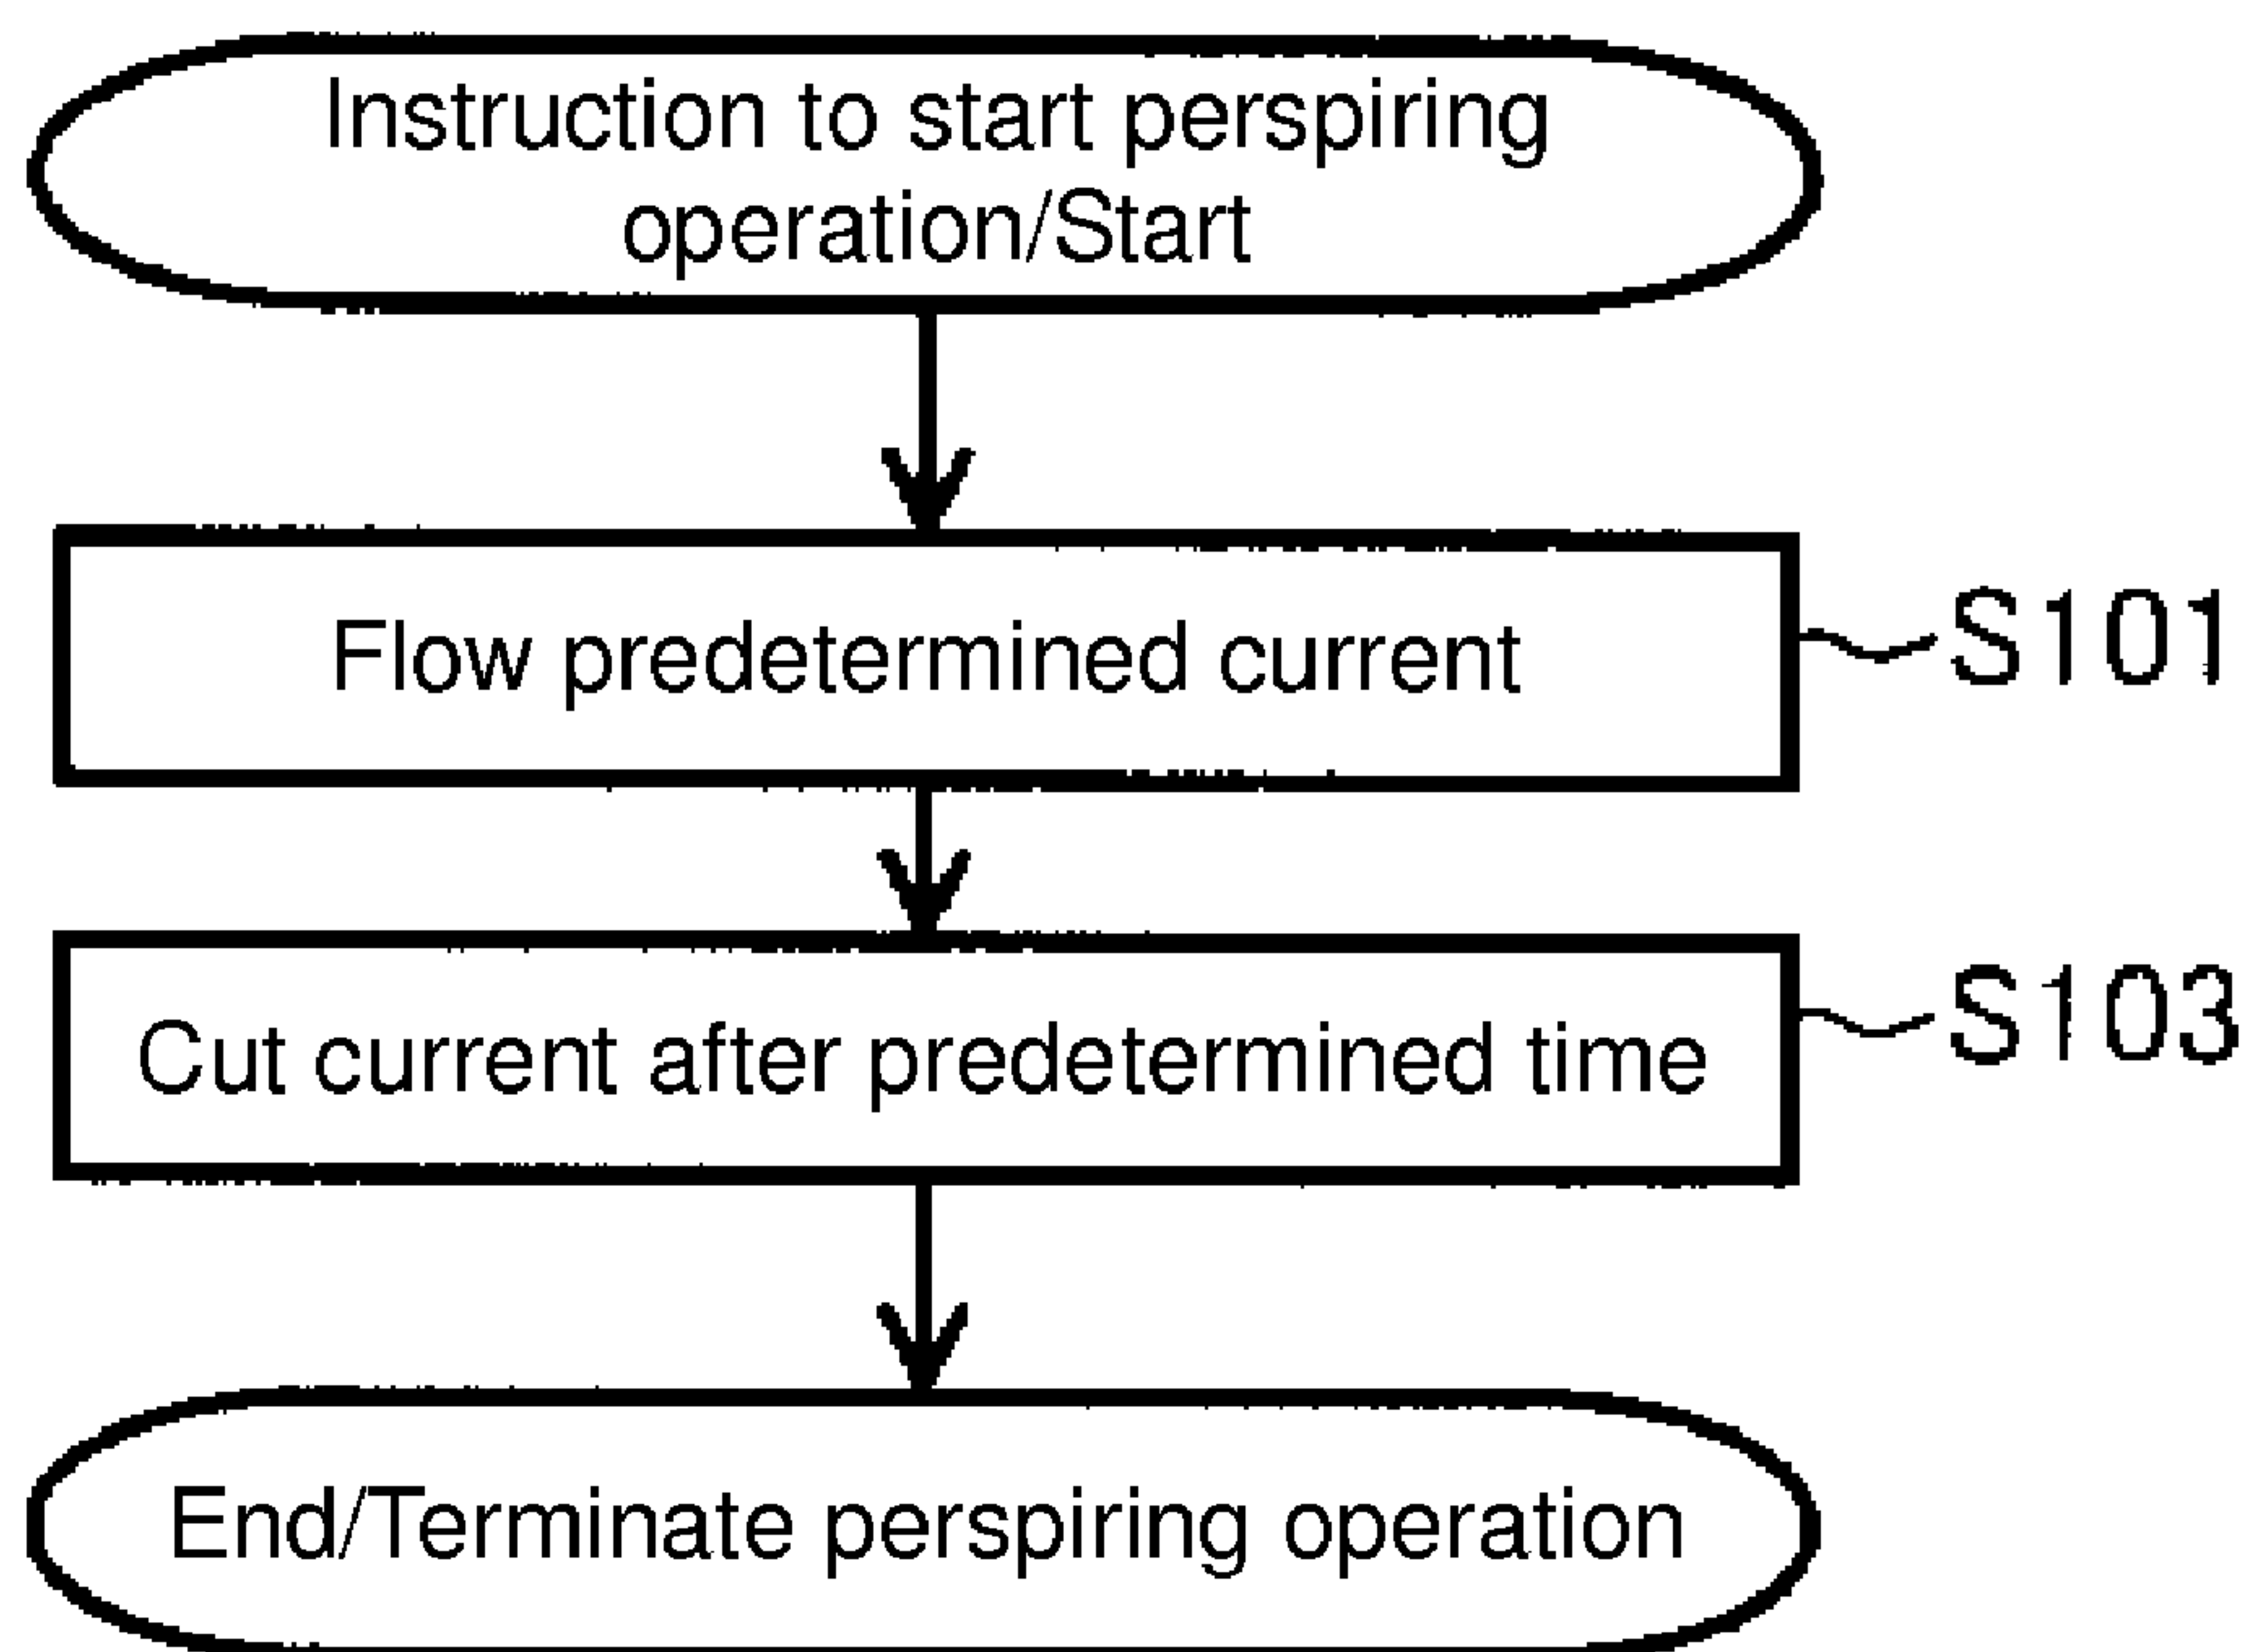 Instruction to start perspiring
operation/Start
Flow predetermined current
S101
Cut current after predetermined time
S103
End/Terminate perspiring operation